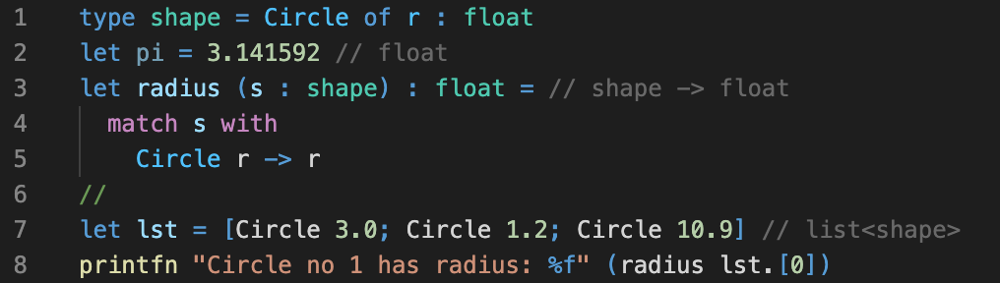 1 type shape = Circle of r : float
2 let pi = 3.141592 // float
3 let radius (s : shape) : float = // shape -> float
4   match s with
5     Circle r -> r
6 //
7 let lst = [Circle 3.0; Circle 1.2; Circle 10.9] // list<shape>
8 printfn "Circle no 1 has radius: %f" (radius lst.[0])